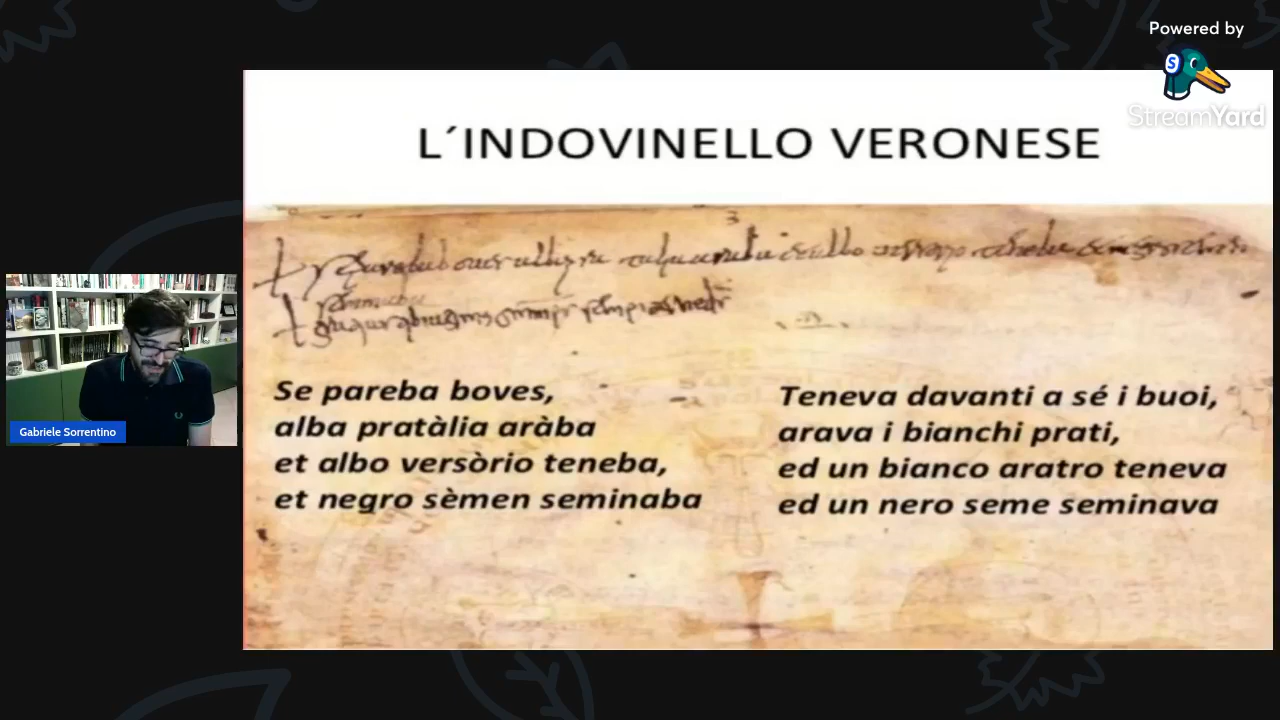 Powered by
StreamYard
L´INDOVINELLO VERONESE
Se pareba boves,
alba pratàlia aràba
et albo versòrio teneba,
et negro sèmen seminaba
Teneva davanti a sé i buoi,
arava i bianchi prati,
ed un bianco aratro teneva
ed un nero seme seminava
Gabriele Sorrentino